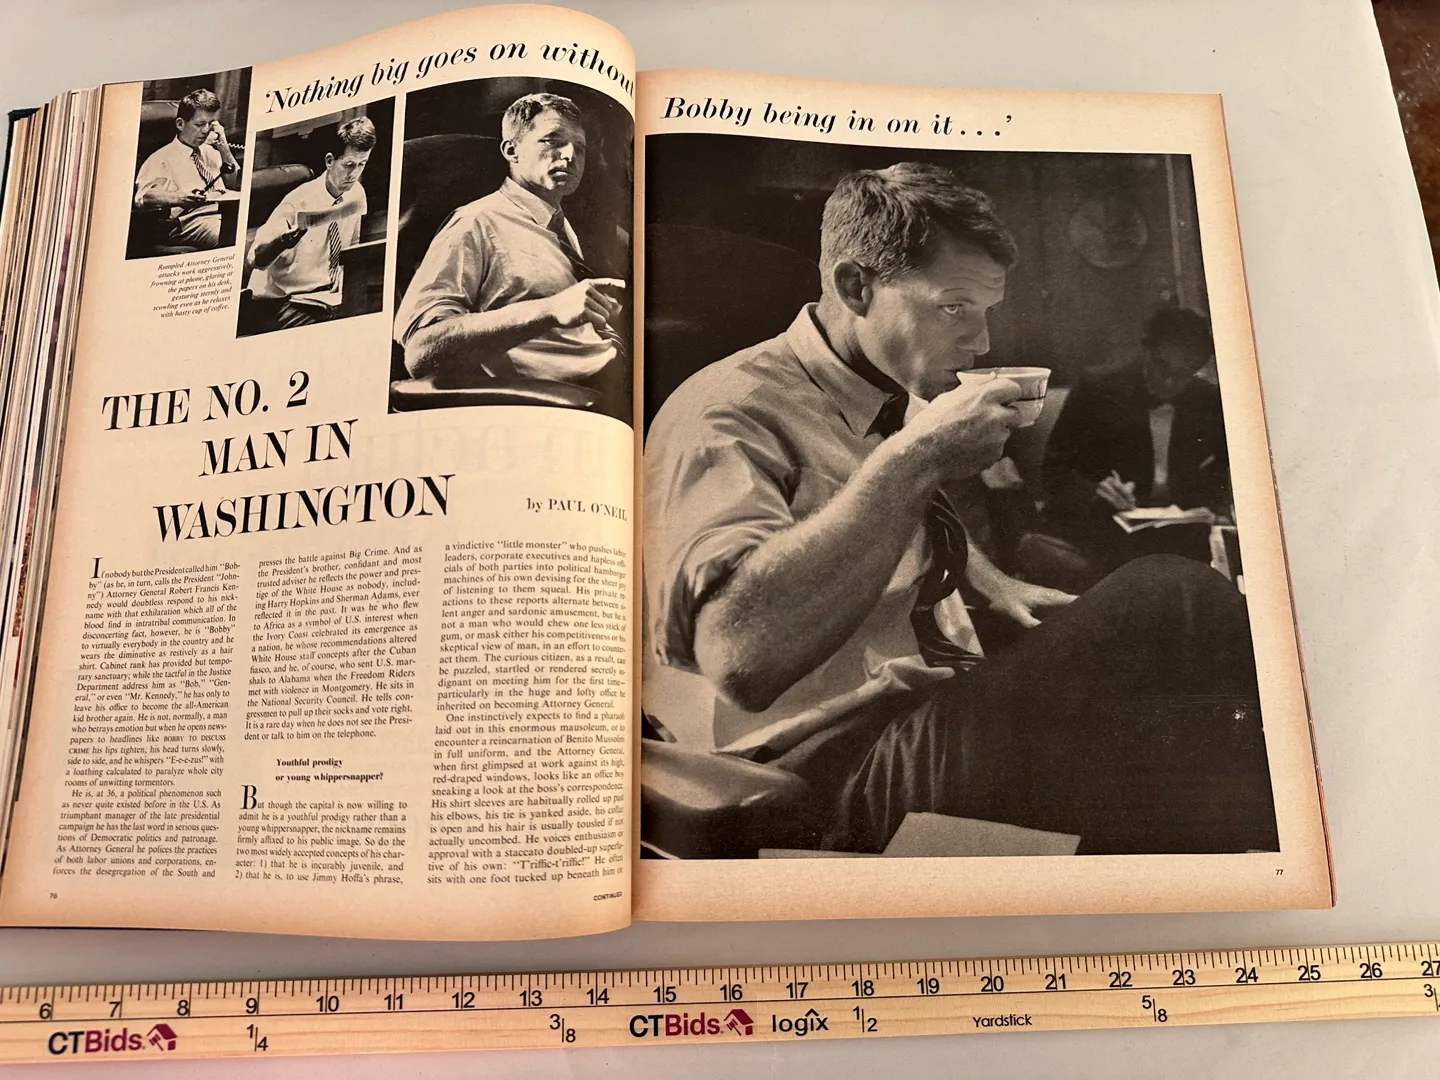 'Nothing big goes on without
Bobby being in on it . . .'
Rumpled Attorney General
attacks work aggressively,
frowning at phone, glaring at
the papers on his desk,
gesturing sternly and
scowling even as he relaxes
with hasty cup of coffee.
THE NO. 2
MAN IN
WASHINGTON
by PAUL O'NEIL
If nobody but the President called him "Bob-
by" (as he, in turn, calls the President "John-
ny") Attorney General Robert Francis Ken-
nedy would doubtless respond to his nick-
name with that exhilaration which all of the
blood find in intratribal communication. In
disconcerting fact, however, he is "Bobby"
to virtually everybody in the country and he
wears the diminutive as restively as a hair
shirt. Cabinet rank has provided but tempo-
rary sanctuary; while the tactful in the Justice
Department address him as "Bob," "Gen-
eral," or even "Mr. Kennedy," he has only to
leave his office to become the all-American
kid brother again. He is not, normally, a man
who betrays emotion but when he opens news-
papers to headlines like BOBBY TO DISCUSS
CRIME his lips tighten, his head turns slowly,
side to side, and he whispers "E-e-e-zus!" with
a loathing calculated to paralyze whole city
rooms of unwitting tormentors.
He is, at 36, a political phenomenon such
as never quite existed before in the U.S. As
triumphant manager of the late presidential
campaign he has the last word in serious ques-
tions of Democratic politics and patronage.
As Attorney General he polices the practices
of both labor unions and corporations, en-
forces the desegregation of the South and
presses the battle against Big Crime. And as
the President's brother, confidant and most
trusted adviser he reflects the power and pres-
tige of the White House as nobody, includ-
ing Harry Hopkins and Sherman Adams, ever
reflected it in the past. It was he who flew
to Africa as a symbol of U.S. interest when
the Ivory Coast celebrated its emergence as
a nation, he whose recommendations altered
White House staff concepts after the Cuban
fiasco, and he, of course, who sent U.S. mar-
shals to Alabama when the Freedom Riders
met with violence in Montgomery. He sits in
the National Security Council. He tells con-
gressmen to pull up their socks and vote right.
It is a rare day when he does not see the Presi-
dent or talk to him on the telephone.
Youthful prodigy
or young whippersnapper?
But though the capital is now willing to
admit he is a youthful prodigy rather than a
young whippersnapper, the nickname remains
firmly affixed to his public image. So do the
two most widely accepted concepts of his char-
acter: 1) that he is incurably juvenile, and
2) that he is, to use Jimmy Hoffa's phrase,
a vindictive "little monster" who pushes labor
leaders, corporate executives and hapless offi-
cials of both parties into political hamburger
machines of his own devising for the sheer joy
of listening to them squeal. His private re-
actions to these reports alternate between si-
lent anger and sardonic amusement, but he is
not a man who would chew one less stick of
gum, or mask either his competitiveness or his
skeptical view of man, in an effort to counter-
act them. The curious citizen, as a result, can
be puzzled, startled or rendered secretly in-
dignant on meeting him for the first time—
particularly in the huge and lofty office he
inherited on becoming Attorney General.
One instinctively expects to find a pharaoh
laid out in this enormous mausoleum, or to
encounter a reincarnation of Benito Mussolini
in full uniform, and the Attorney General,
when first glimpsed at work against its high,
red-draped windows, looks like an office boy
sneaking a look at the boss's correspondence.
His shirt sleeves are habitually rolled up past
his elbows, his tie is yanked aside, his collar
is open and his hair is usually tousled if not
actually uncombed. He voices enthusiasm or
approval with a staccato doubled-up superla-
tive of his own: "T'riffic-t'riffic!" He often
sits with one foot tucked up beneath him or
76
CONTINUED
77
6 7 8 9 10 11 12 13 14 15 16 17 18 19 20 21 22 23 24 25 26 27
CTBids 1/4 3/8 CTBids logix 1/2 Yardstick 5/8